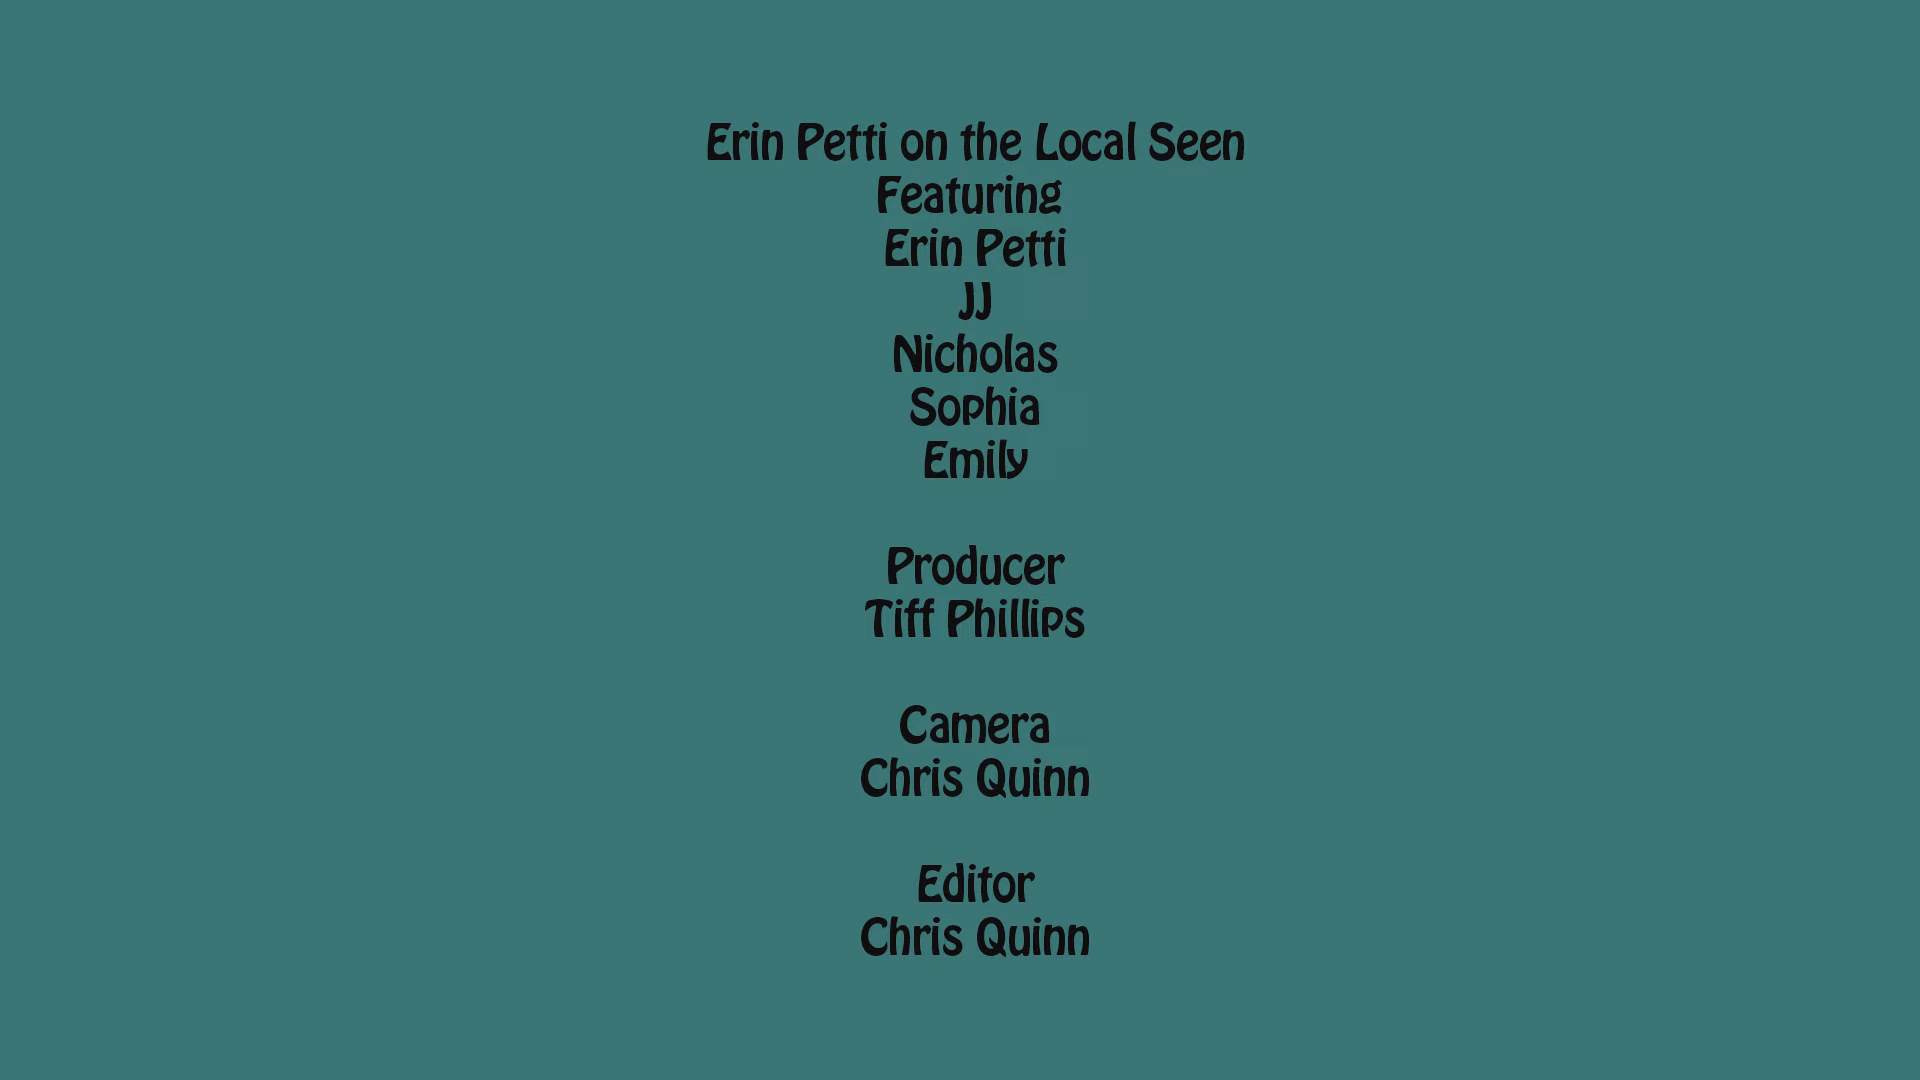 Erin Petti on the Local Seen
Featuring
Erin Petti
JJ
Nicholas
Sophia
Emily
Producer
Tiff Phillips
Camera
Chris Quinn
Editor
Chris Quinn